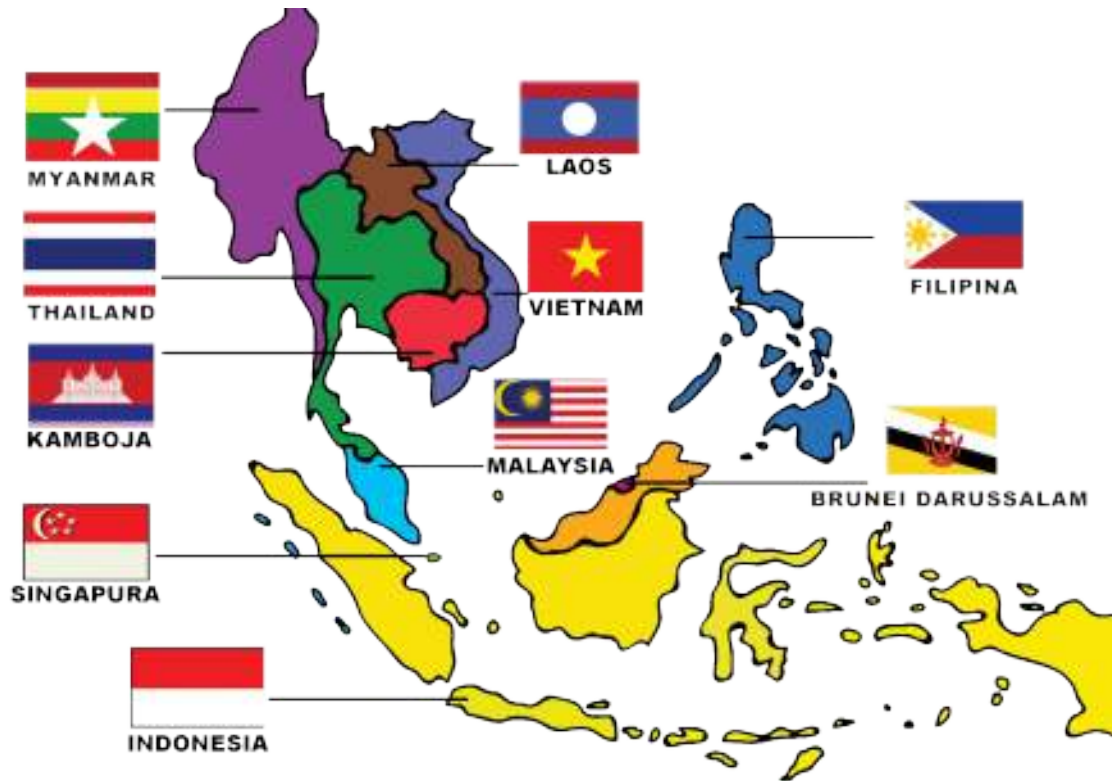 MYANMAR
LAOS
THAILAND
VIETNAM
FILIPINA
KAMBOJA
MALAYSIA
BRUNEI DARUSSALAM
SINGAPURA
INDONESIA